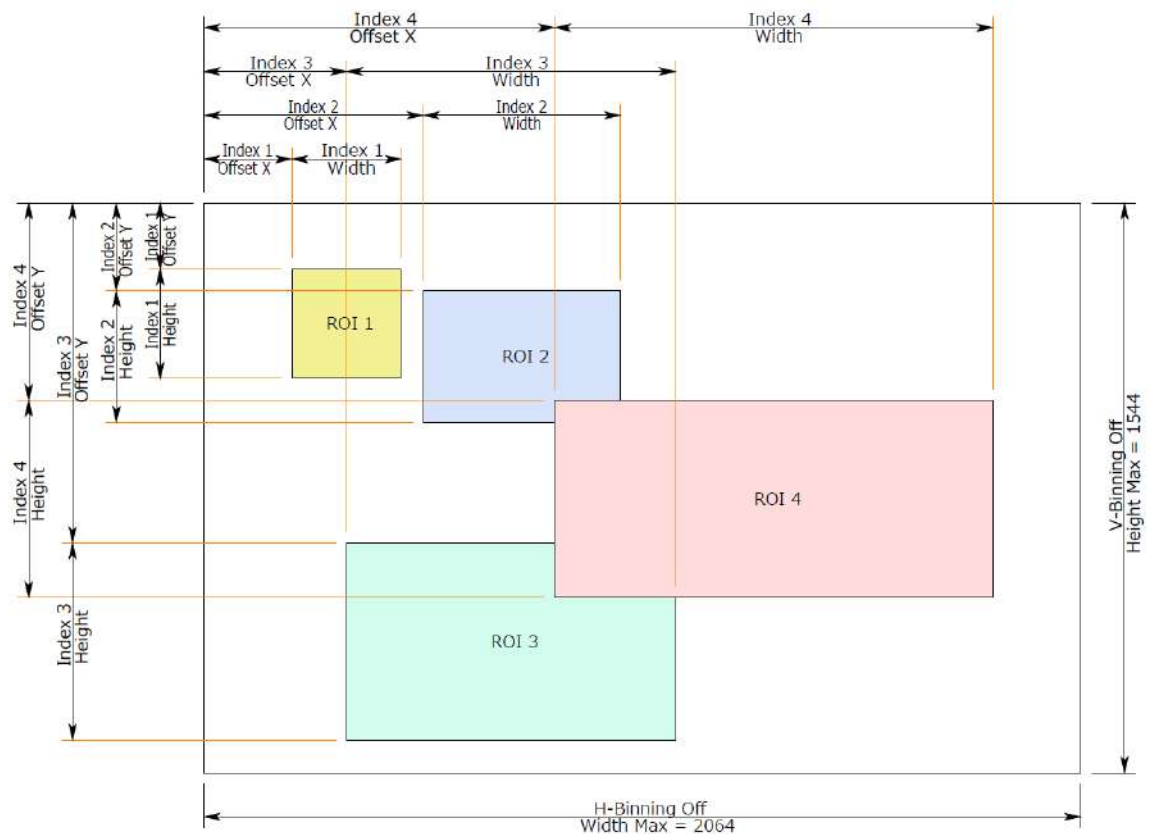 Index 4
Offset X
Index 4
Width
Index 3
Offset X
Index 3
Width
Index 2
Offset X
Index 2
Width
Index 1
Offset X
Index 1
Width
Index 4
Offset Y
Index 3
Offset Y
Index 2
Offset Y
Index 1
Offset Y
Index 2
Height
Index 1
Height
Index 4
Height
Index 3
Height
ROI 1
ROI 2
ROI 4
ROI 3
V-Binning Off
Height Max = 1544
H-Binning Off
Width Max = 2064